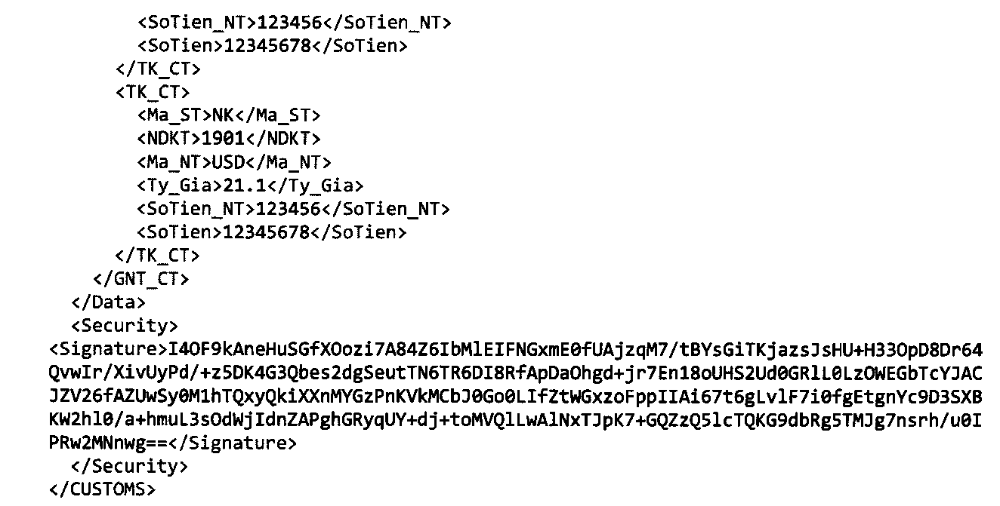 <SoTien_NT>123456</SoTien_NT>
<SoTien>12345678</SoTien>
</TK_CT>
<TK_CT>
<Ma_ST>NK</Ma_ST>
<NDKT>1901</NDKT>
<Ma_NT>USD</Ma_NT>
<Ty_Gia>21.1</Ty_Gia>
<SoTien_NT>123456</SoTien_NT>
<SoTien>12345678</SoTien>
</TK_CT>
</GNT_CT>
</Data>
<Security>
<Signature>I4OF9kAneHuSGfXOozi7A84Z6IbMlEIFNGxmE0fUAjzqM7/tBYsGiTKjazsJsHU+H33OpD8Dr64
QvwIr/XivUyPd/+z5DK4G3Qbes2dgSeutTN6TR6DI8RfApDaOhgd+jr7En18oUHS2Ud0GRlL0LzOWEGbTcYJAC
JZV26fAZUwSy0M1hTQxyQkiXXnMYGzPnKVkMCbJ0Go0LIfZtWGxzoFppIIAi67t6gLvlF7i0fgEtgnYc9D3SXB
KW2hl0/a+hmuL3sOdWjIdnZAPghGRyqUY+dj+toMVQlLwAlNxTJpK7+GQZzQ5lcTQKG9dbRg5TMJg7nsrh/u0I
PRw2MNnwg==</Signature>
</Security>
</CUSTOMS>